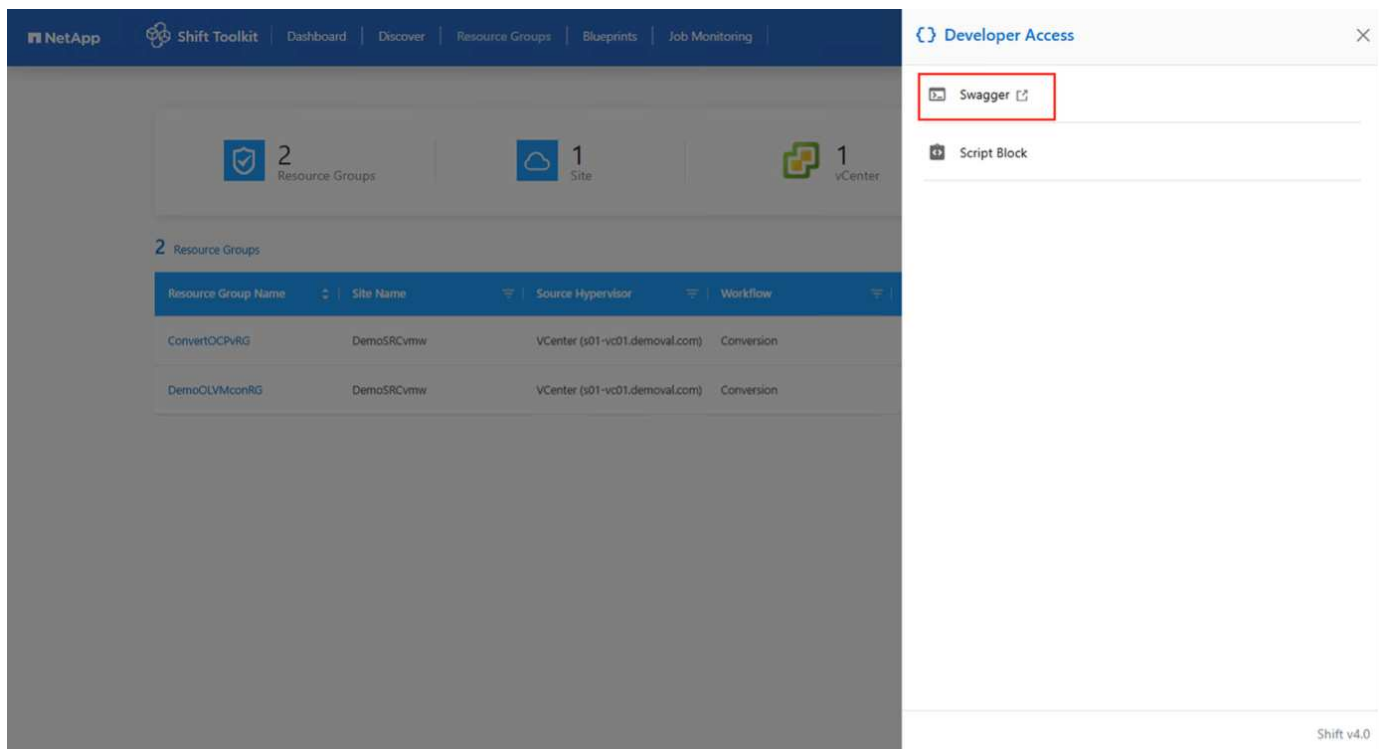 NetApp Shift Toolkit Dashboard Discover Resource Groups Blueprints Job Monitoring
2
Resource Groups
1
Site
1
vCenter
2 Resource Groups
Resource Group Name Site Name Source Hypervisor Workflow
ConvertOCPvRG DemoSRCvmw VCenter (s01-vc01.demoval.com) Conversion
DemoOLVMconRG DemoSRCvmw VCenter (s01-vc01.demoval.com) Conversion
{} Developer Access
Swagger
Script Block
Shift v4.0